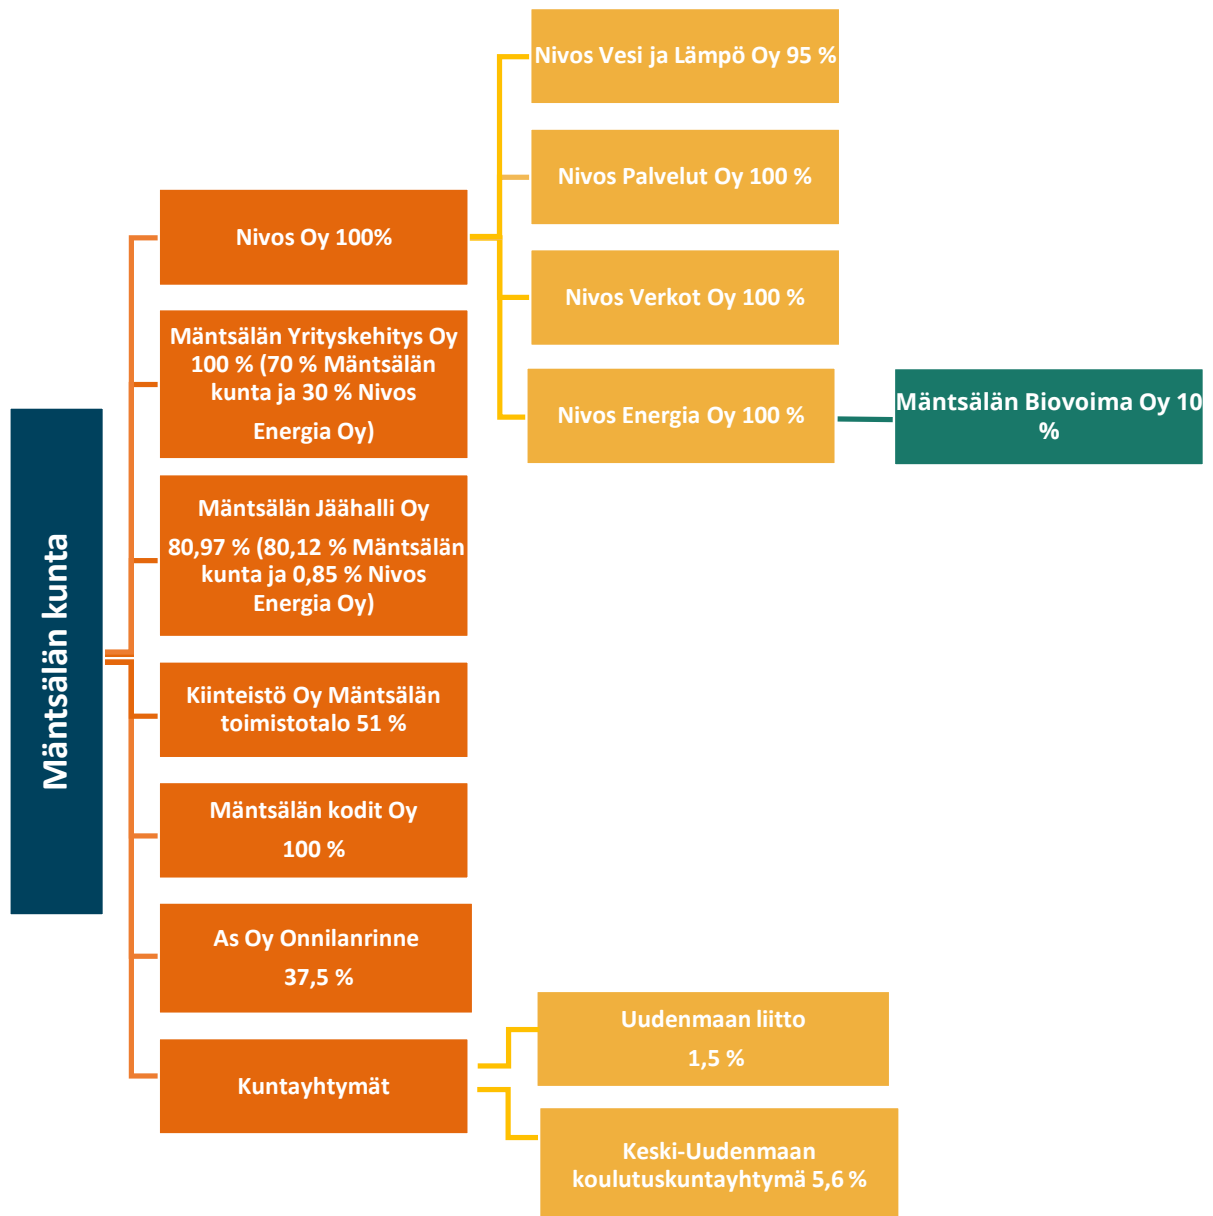 Mäntsälän kunta
Nivos Oy 100%
Nivos Vesi ja Lämpö Oy 95 %
Nivos Palvelut Oy 100 %
Nivos Verkot Oy 100 %
Nivos Energia Oy 100 %
Mäntsälän Biovoima Oy 10
%
Mäntsälän Yrityskehitys Oy
100 % (70 % Mäntsälän
kunta ja 30 % Nivos
Energia Oy)
Mäntsälän Jäähalli Oy
80,97 % (80,12 % Mäntsälän
kunta ja 0,85 % Nivos
Energia Oy)
Kiinteistö Oy Mäntsälän
toimistotalo 51 %
Mäntsälän kodit Oy
100 %
As Oy Onnilanrinne
37,5 %
Kuntayhtymät
Uudenmaan liitto
1,5 %
Keski-Uudenmaan
koulutuskuntayhtymä 5,6 %